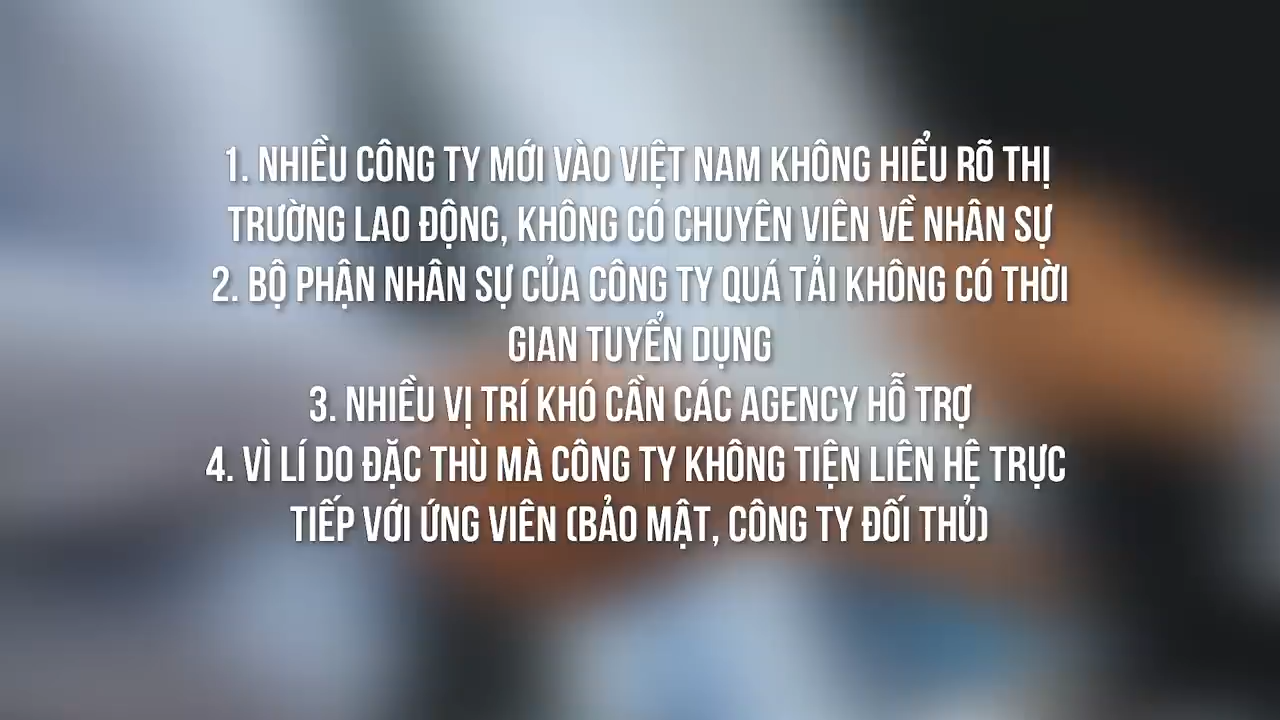 1. NHIỀU CÔNG TY MỚI VÀO VIỆT NAM KHÔNG HIỂU RÕ THỊ
TRƯỜNG LAO ĐỘNG, KHÔNG CÓ CHUYÊN VIÊN VỀ NHÂN SỰ
2. BỘ PHẬN NHÂN SỰ CỦA CÔNG TY QUÁ TẢI KHÔNG CÓ THỜI
GIAN TUYỂN DỤNG
3. NHIỀU VỊ TRÍ KHÓ CẦN CÁC AGENCY HỖ TRỢ
4. VÌ LÍ DO ĐẶC THÙ MÀ CÔNG TY KHÔNG TIỆN LIÊN HỆ TRỰC
TIẾP VỚI ỨNG VIÊN (BẢO MẬT, CÔNG TY ĐỐI THỦ)